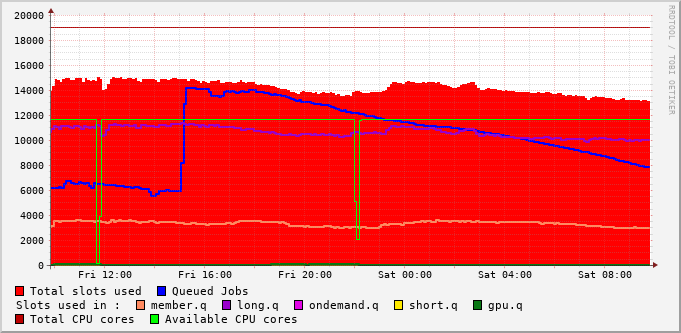 RRDTOOL / TOBI OETIKER
20000
18000
16000
14000
12000
10000
8000
6000
4000
2000
0
Fri 12:00 Fri 16:00 Fri 20:00 Sat 00:00 Sat 04:00 Sat 08:00
Total slots used Queued Jobs
Slots used in : member.q long.q ondemand.q short.q gpu.q
Total CPU cores Available CPU cores